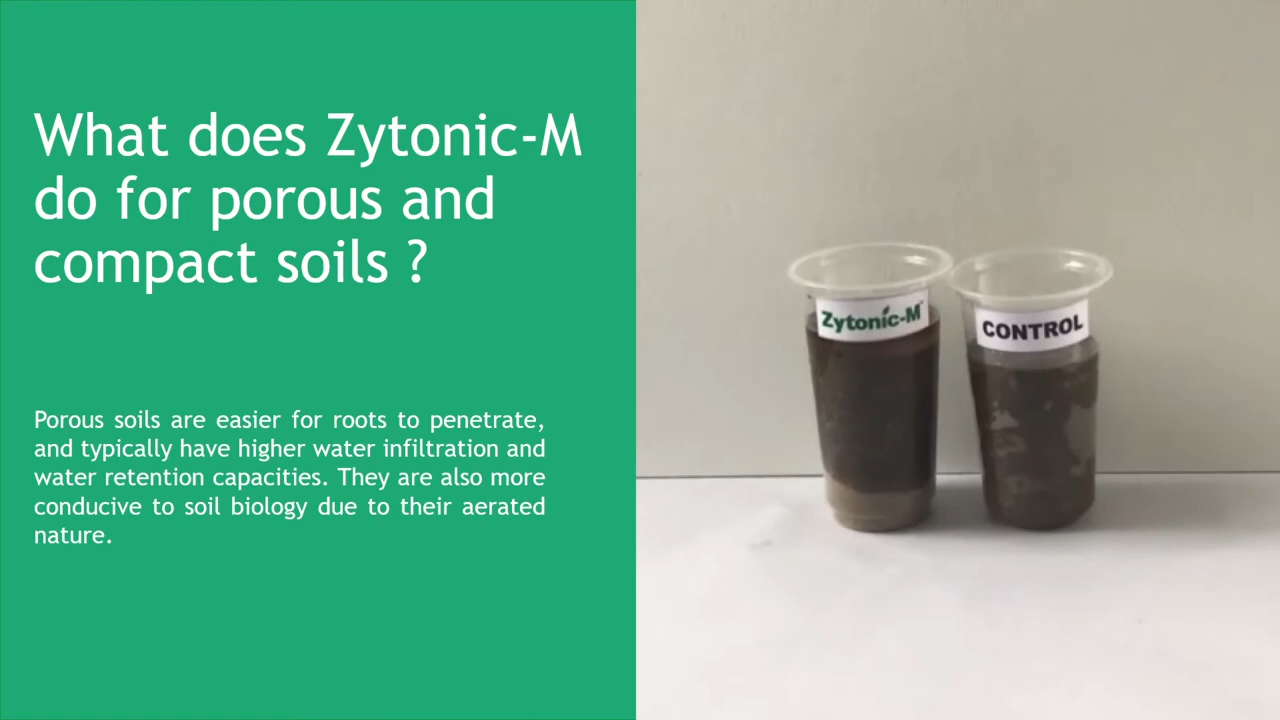 What does Zytonic-M
do for porous and
compact soils ?
Porous soils are easier for roots to penetrate,
and typically have higher water infiltration and
water retention capacities. They are also more
conducive to soil biology due to their aerated
nature.
Zytonic-M
CONTROL